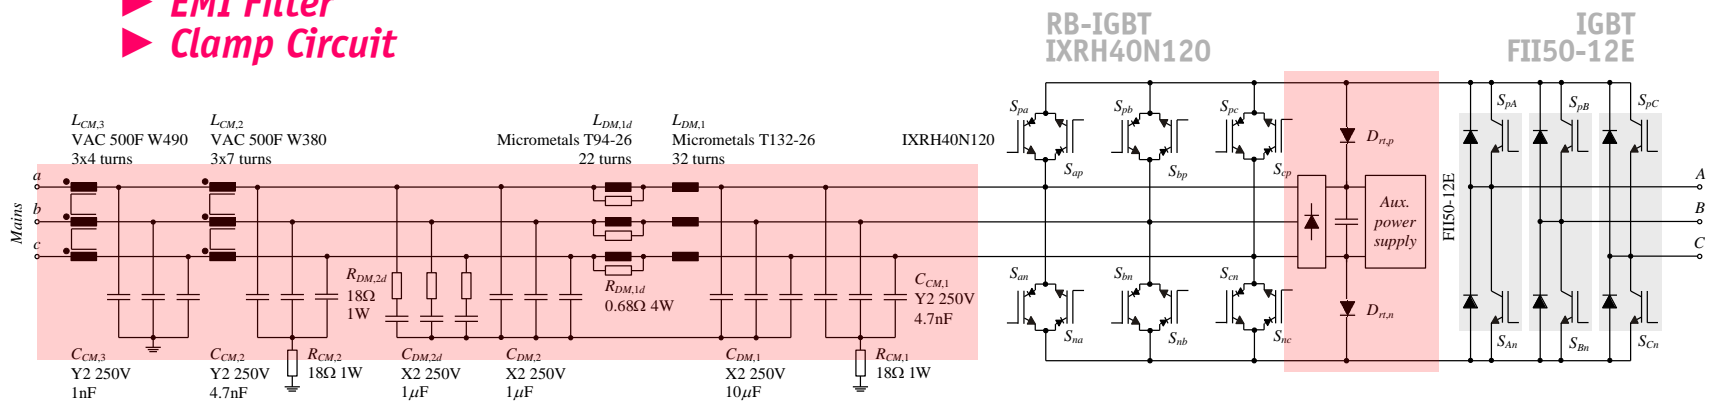 ► EMI Filter
► Clamp Circuit
RB-IGBT
IXRH40N120
IGBT
FII50-12E
L_CM,3
VAC 500F W490
3x4 turns
L_CM,2
VAC 500F W380
3x7 turns
L_DM,1d
Micrometals T94-26
22 turns
L_DM,1
Micrometals T132-26
32 turns
IXRH40N120
S_pa
S_pb
S_pc
S_ap
S_bp
S_cp
D_rt,p
S_pA
S_pB
S_pC
Mains
a
b
c
Aux.
power
supply
FII50-12E
A
B
C
R_DM,2d
18Ω
1W
R_DM,1d
0.68Ω 4W
C_CM,1
Y2 250V
4.7nF
S_an
S_bn
S_cn
S_na
S_nb
S_nc
D_rt,n
S_An
S_Bn
S_Cn
C_CM,3
Y2 250V
1nF
C_CM,2
Y2 250V
4.7nF
R_CM,2
18Ω 1W
C_DM,2d
X2 250V
1μF
C_DM,2
X2 250V
1μF
C_DM,1
X2 250V
10μF
R_CM,1
18Ω 1W